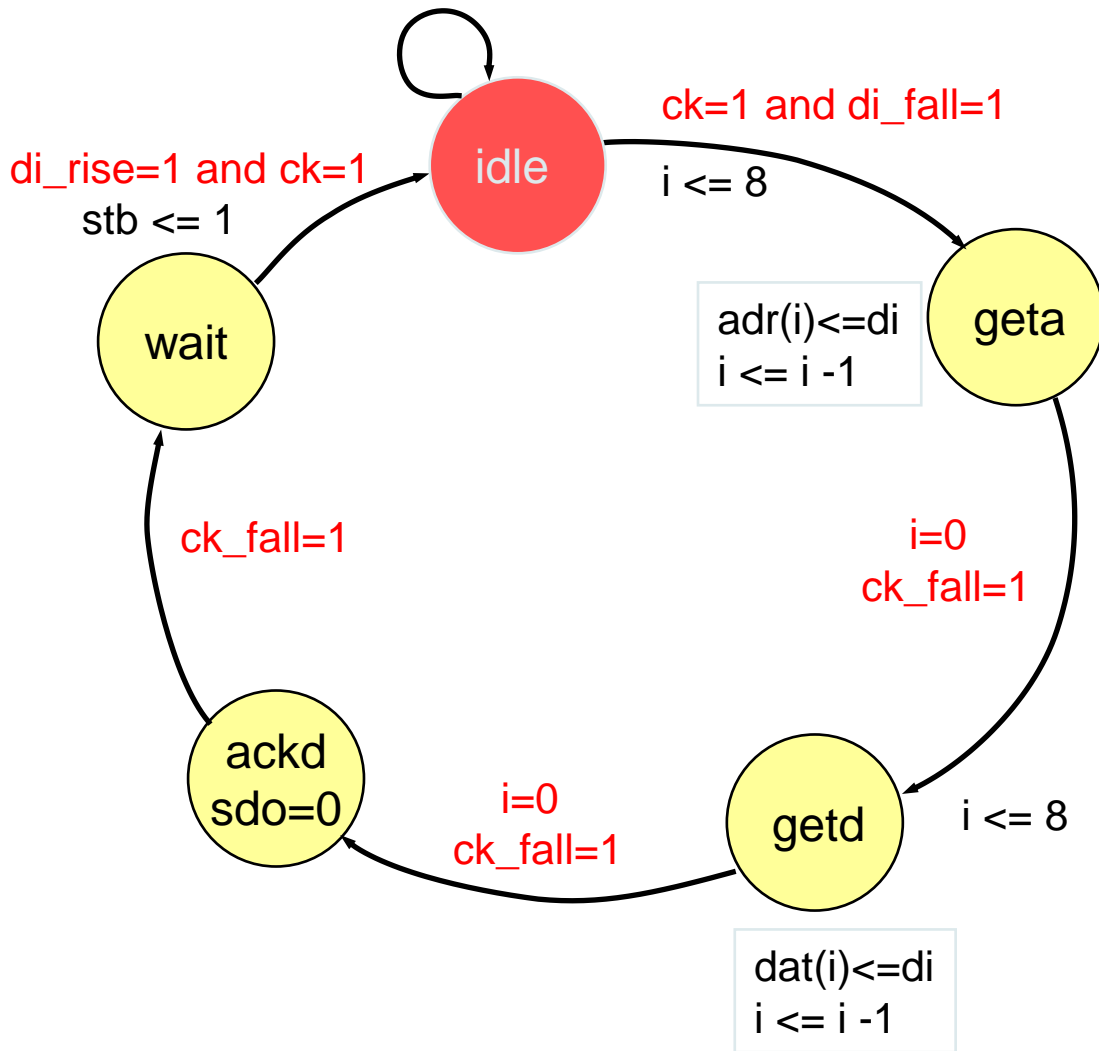 ck=1 and di_fall=1
di_rise=1 and ck=1
idle
i <= 8
stb <= 1
wait
adr(i)<=di
i <= i -1
geta
ck_fall=1
i=0
ck_fall=1
ackd
sdo=0
i=0
ck_fall=1
getd
i <= 8
dat(i)<=di
i <= i -1